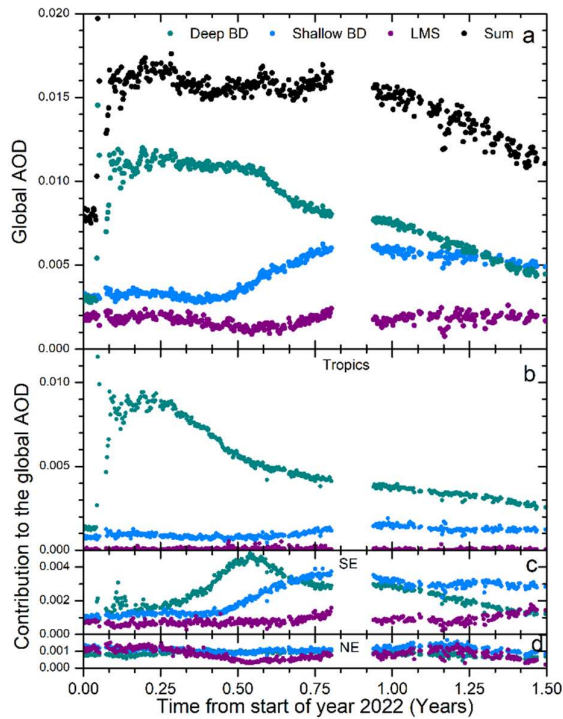 0.020
Deep BD Shallow BD LMS Sum
a
0.015
0.010
0.005
0.000
Global AOD
Tropics
b
0.010
0.005
0.000
SE
c
0.004
0.002
0.000
NE
d
0.001
0.000
Contribution to the global AOD
0.00 0.25 0.50 0.75 1.00 1.25 1.50
Time from start of year 2022 (Years)